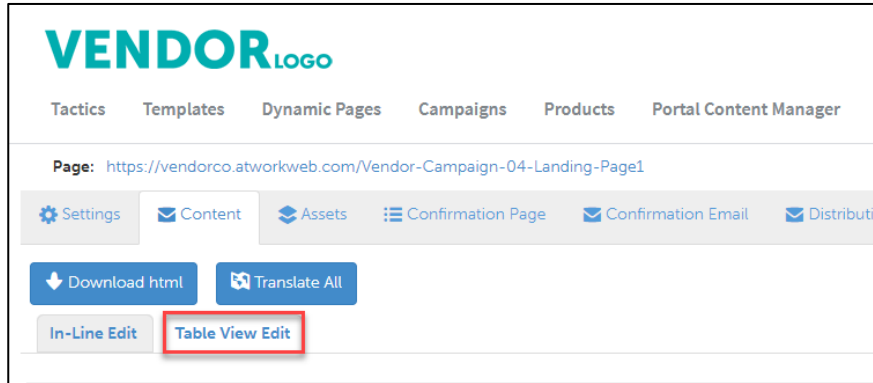 VENDOR LOGO
Tactics Templates Dynamic Pages Campaigns Products Portal Content Manager
Page: https://vendorco.atworkweb.com/Vendor-Campaign-04-Landing-Page1
Settings Content Assets Confirmation Page Confirmation Email Distributi
Download html Translate All
In-Line Edit Table View Edit